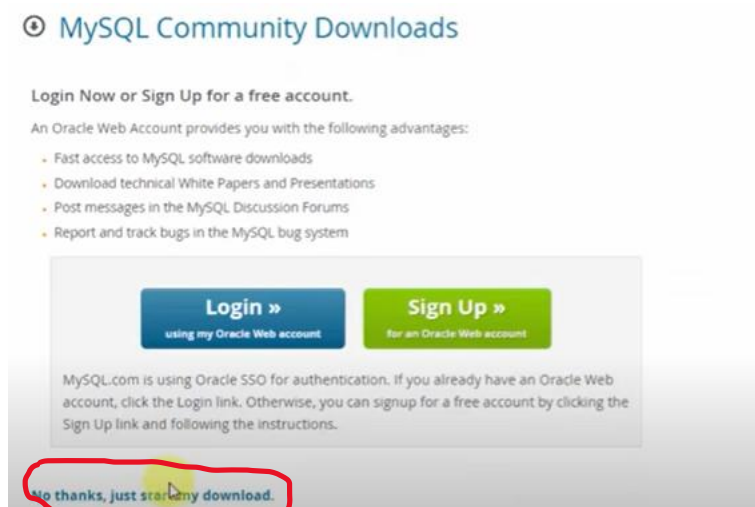 MySQL Community Downloads
Login Now or Sign Up for a free account.
An Oracle Web Account provides you with the following advantages:
Fast access to MySQL software downloads
Download technical White Papers and Presentations
Post messages in the MySQL Discussion Forums
Report and track bugs in the MySQL bug system
Login »
using my Oracle Web account
Sign Up »
for an Oracle Web account
MySQL.com is using Oracle SSO for authentication. If you already have an Oracle Web
account, click the Login link. Otherwise, you can signup for a free account by clicking the
Sign Up link and following the instructions.
No thanks, just start my download.